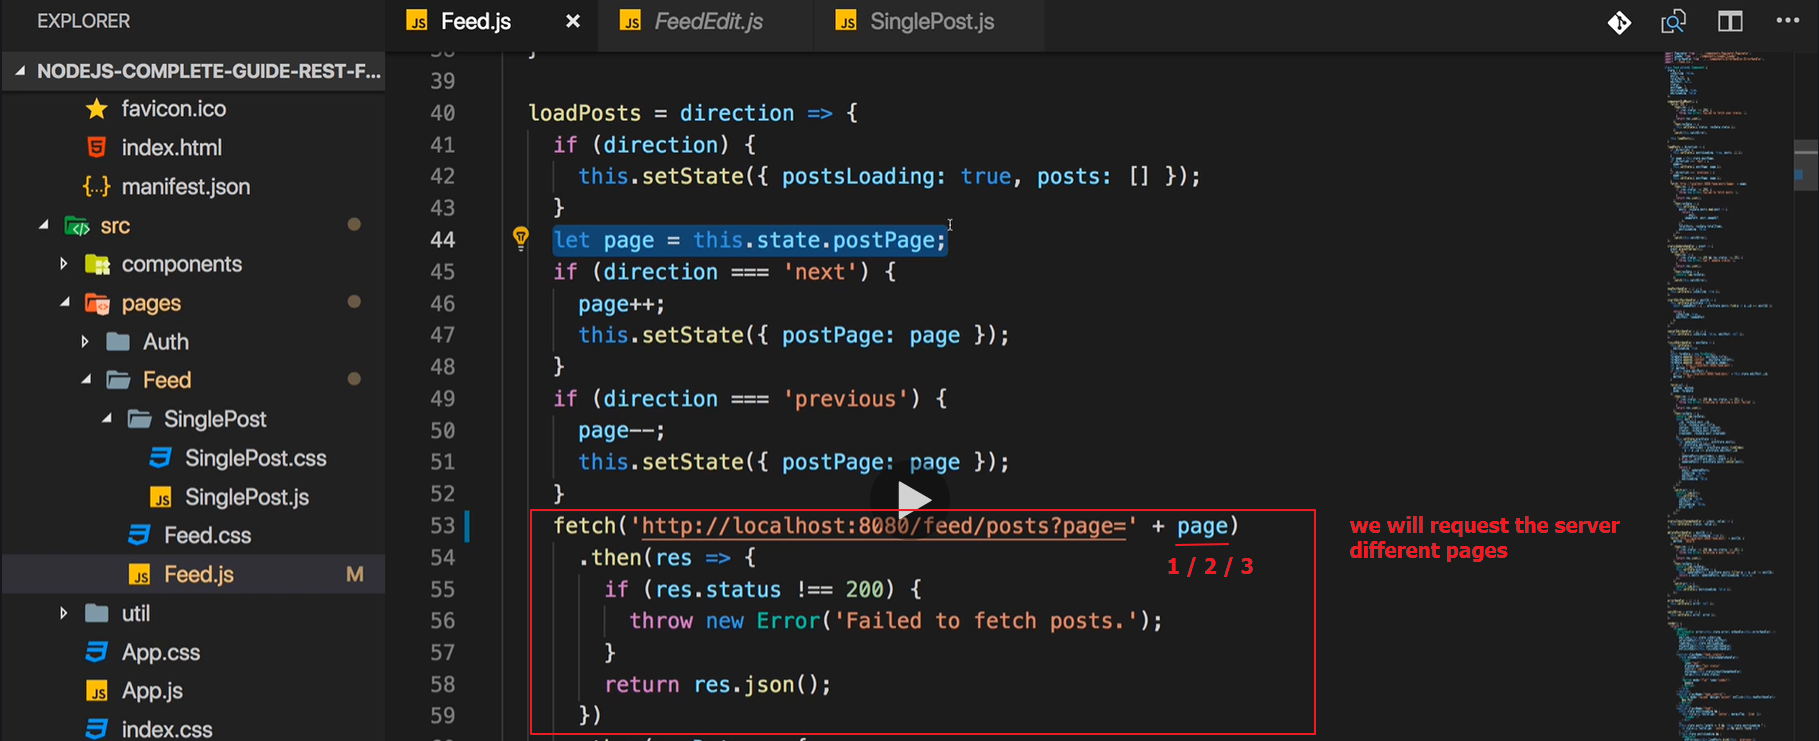 EXPLORER
Feed.js
FeedEdit.js
SinglePost.js
NODEJS-COMPLETE-GUIDE-REST-F...
favicon.ico
index.html
manifest.json
src
components
pages
Auth
Feed
SinglePost
SinglePost.css
SinglePost.js
Feed.css
Feed.js M
util
App.css
App.js
index.css
39
40 loadPosts = direction => {
41 if (direction) {
42 this.setState({ postsLoading: true, posts: [] });
43 }
44 let page = this.state.postPage;
45 if (direction === 'next') {
46 page++;
47 this.setState({ postPage: page });
48 }
49 if (direction === 'previous') {
50 page--;
51 this.setState({ postPage: page });
52 }
53 fetch('http://localhost:8080/feed/posts?page=' + page)
54 .then(res => {
55 if (res.status !== 200) {
56 throw new Error('Failed to fetch posts.');
57 }
58 return res.json();
59 })
1 / 2 / 3
we will request the server
different pages